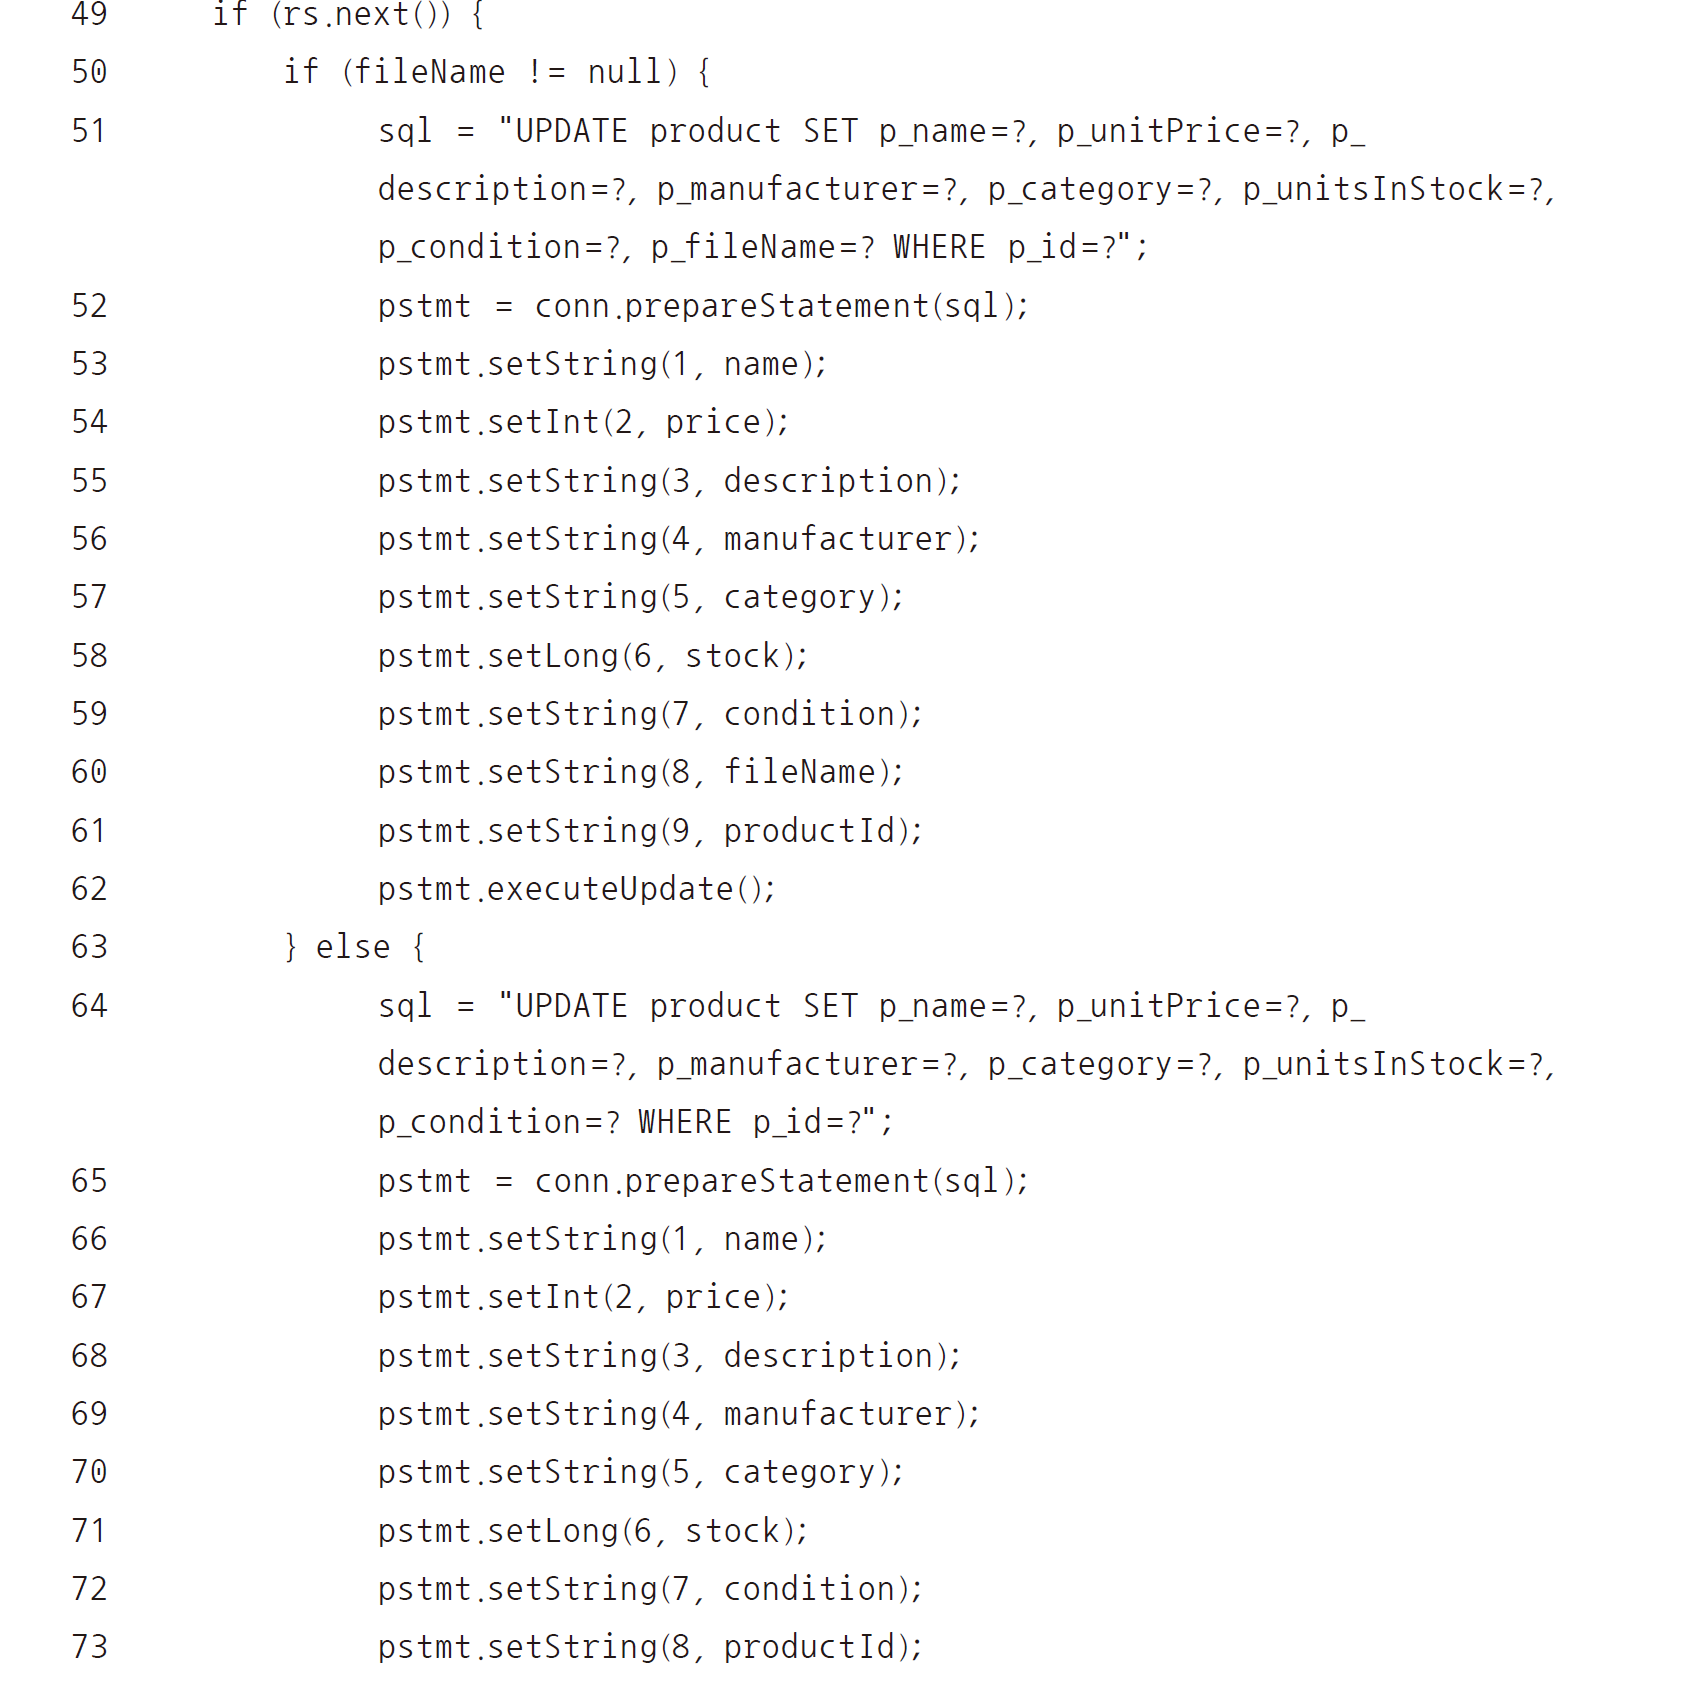 49 if (rs.next()) {
50 if (fileName != null) {
51 sql = "UPDATE product SET p_name=?, p_unitPrice=?, p_
description=?, p_manufacturer=?, p_category=?, p_unitsInStock=?,
p_condition=?, p_fileName=? WHERE p_id=?";
52 pstmt = conn.prepareStatement(sql);
53 pstmt.setString(1, name);
54 pstmt.setInt(2, price);
55 pstmt.setString(3, description);
56 pstmt.setString(4, manufacturer);
57 pstmt.setString(5, category);
58 pstmt.setLong(6, stock);
59 pstmt.setString(7, condition);
60 pstmt.setString(8, fileName);
61 pstmt.setString(9, productId);
62 pstmt.executeUpdate();
63 } else {
64 sql = "UPDATE product SET p_name=?, p_unitPrice=?, p_
description=?, p_manufacturer=?, p_category=?, p_unitsInStock=?,
p_condition=? WHERE p_id=?";
65 pstmt = conn.prepareStatement(sql);
66 pstmt.setString(1, name);
67 pstmt.setInt(2, price);
68 pstmt.setString(3, description);
69 pstmt.setString(4, manufacturer);
70 pstmt.setString(5, category);
71 pstmt.setLong(6, stock);
72 pstmt.setString(7, condition);
73 pstmt.setString(8, productId);